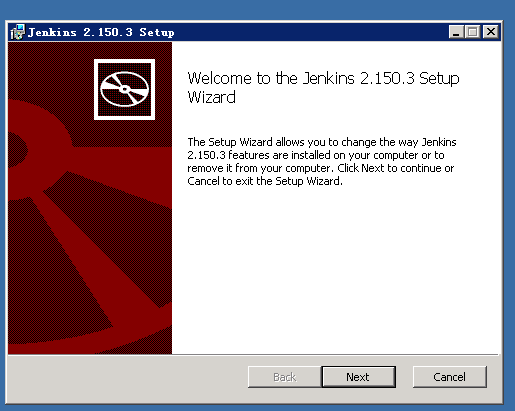 Jenkins 2.150.3 Setup
Welcome to the Jenkins 2.150.3 Setup
Wizard
The Setup Wizard allows you to change the way Jenkins
2.150.3 features are installed on your computer or to
remove it from your computer. Click Next to continue or
Cancel to exit the Setup Wizard.
Back Next Cancel